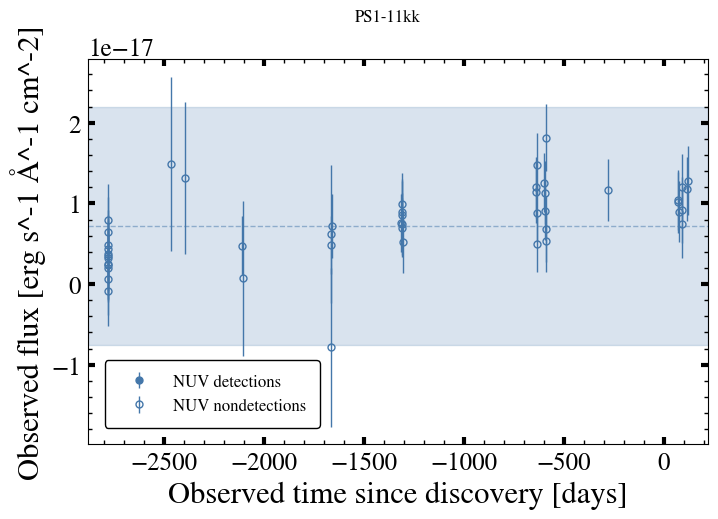 PS1-11kk
1e−17
Observed flux [erg s^-1 Å^-1 cm^-2]
2
1
0
−1
NUV detections
NUV nondetections
−2500 −2000 −1500 −1000 −500 0
Observed time since discovery [days]